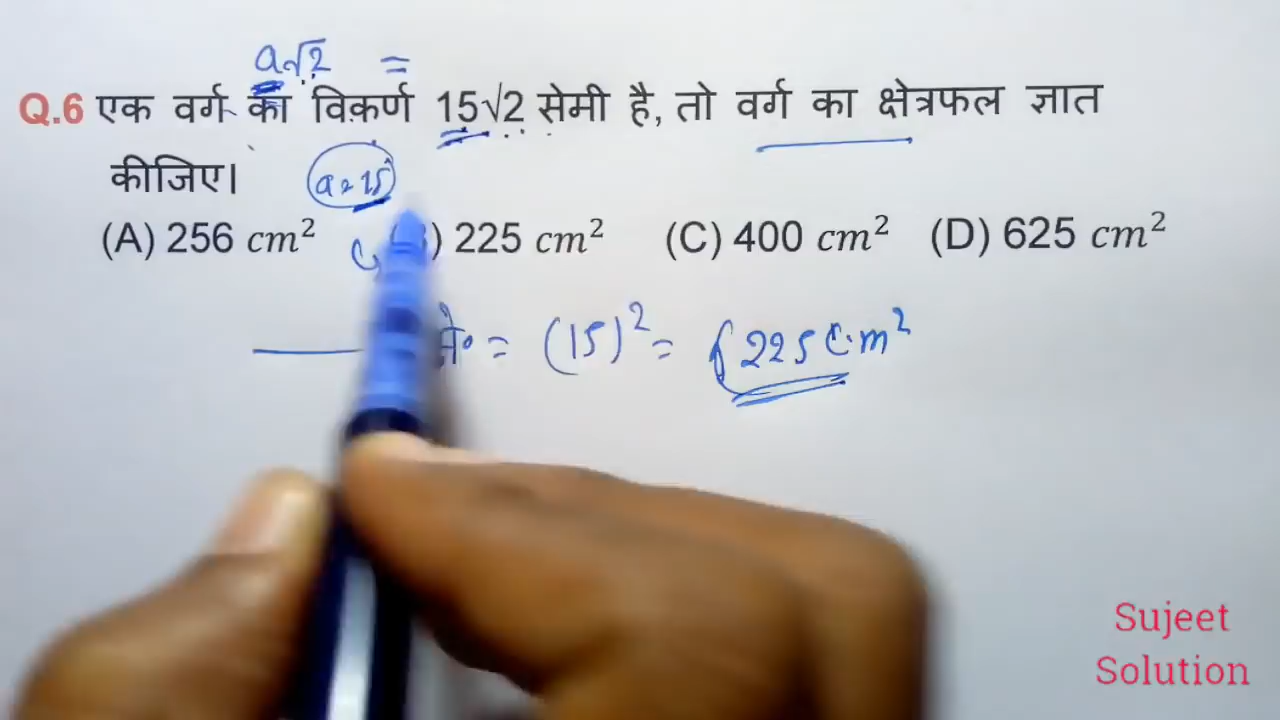 a√2 =
Q.6 एक वर्ग का विकर्ण 15√2 सेमी है, तो वर्ग का क्षेत्रफल ज्ञात
कीजिए। a = 15
(A) 256 cm² (B) 225 cm² (C) 400 cm² (D) 625 cm²
= (15)² = 225 c.m²
Sujeet
Solution